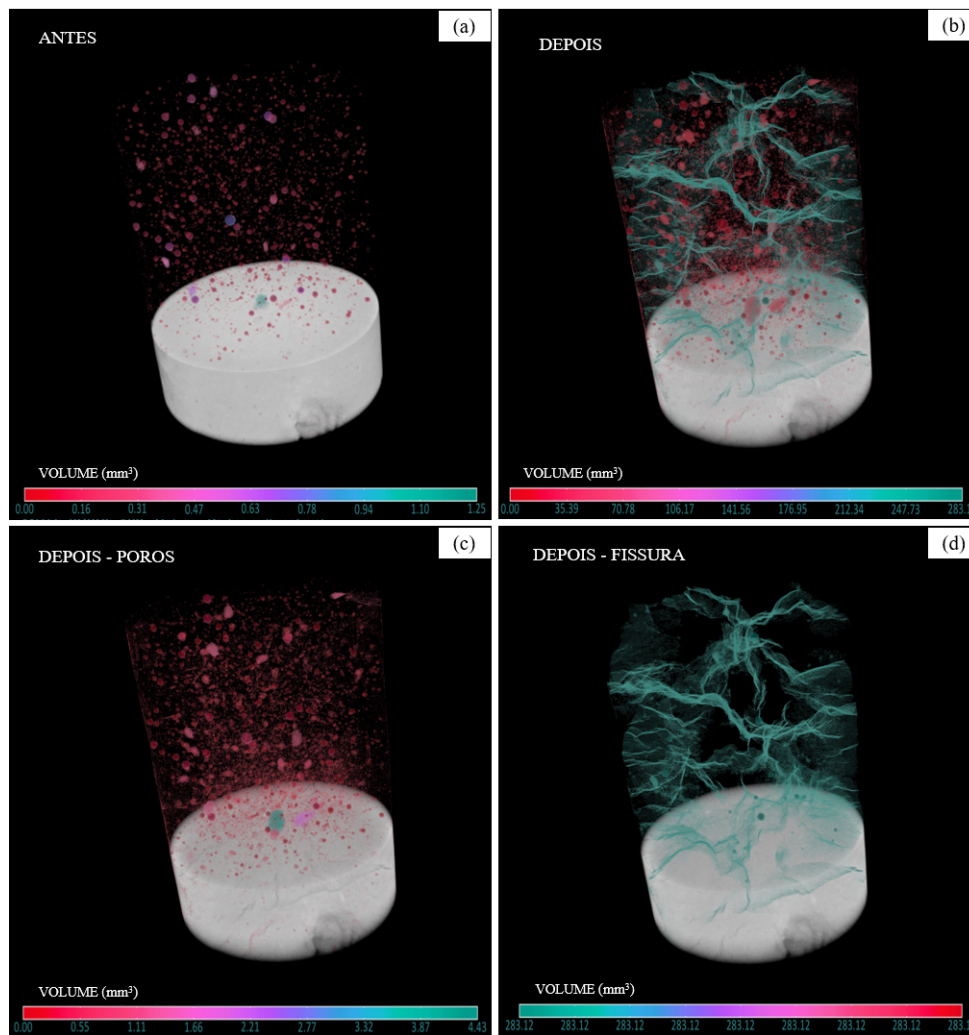 (a)
ANTES
VOLUME (mm³)
0.00 0.16 0.31 0.47 0.63 0.78 0.94 1.10 1.25
(b)
DEPOIS
VOLUME (mm³)
0.00 35.39 70.78 106.17 141.56 176.95 212.34 247.73 283.1
(c)
DEPOIS - POROS
VOLUME (mm³)
0.00 0.55 1.11 1.66 2.21 2.77 3.32 3.87 4.43
(d)
DEPOIS - FISSURA
VOLUME (mm³)
283.12 283.12 283.12 283.12 283.12 283.12 283.12 283.12